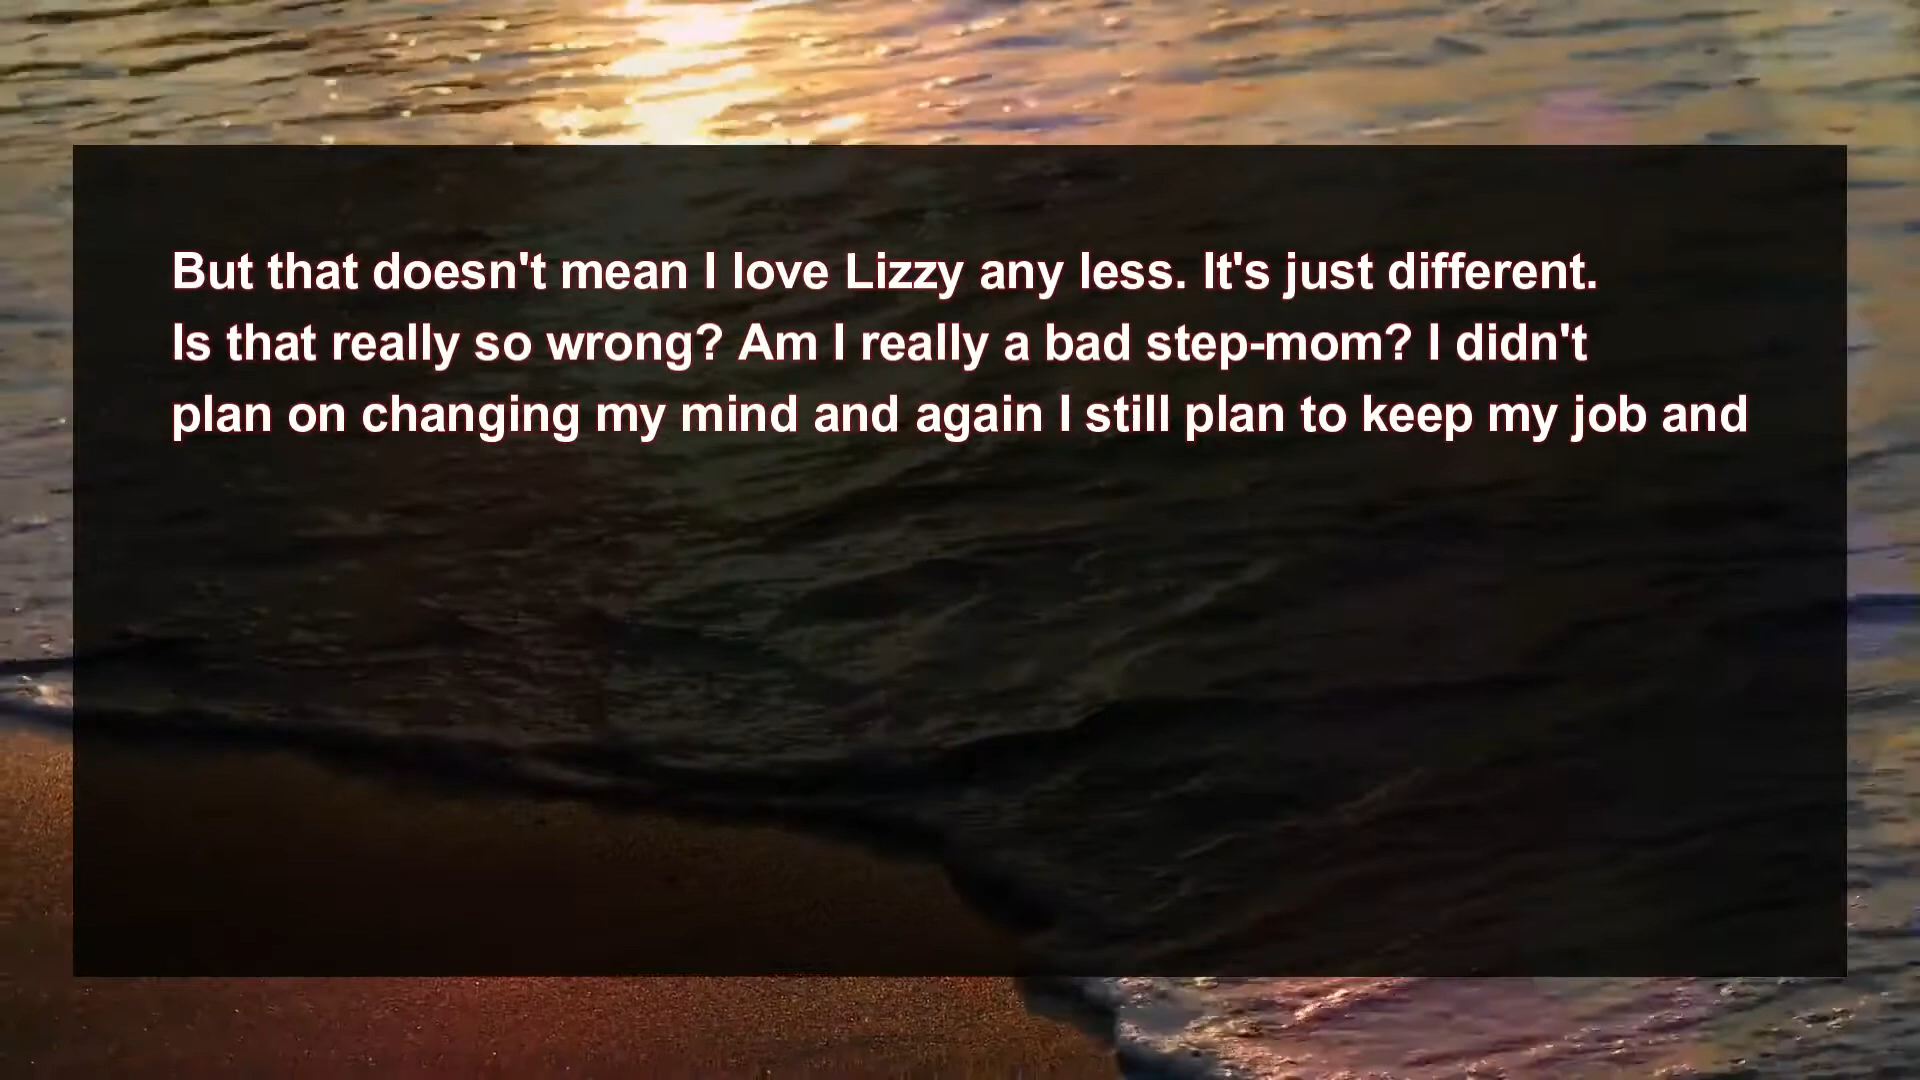 But that doesn't mean I love Lizzy any less. It's just different.
Is that really so wrong? Am I really a bad step-mom? I didn't
plan on changing my mind and again I still plan to keep my job and